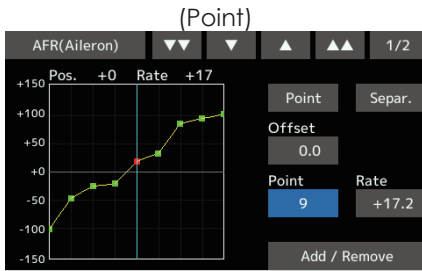 (Point)
AFR(Aileron) ▼▼ ▼ ▲ ▲▲ 1/2
Pos. +0 Rate +17
+150
+100
+50
+0
-50
-100
-150
Point Separ.
Offset
0.0
Point Rate
9 +17.2
Add / Remove